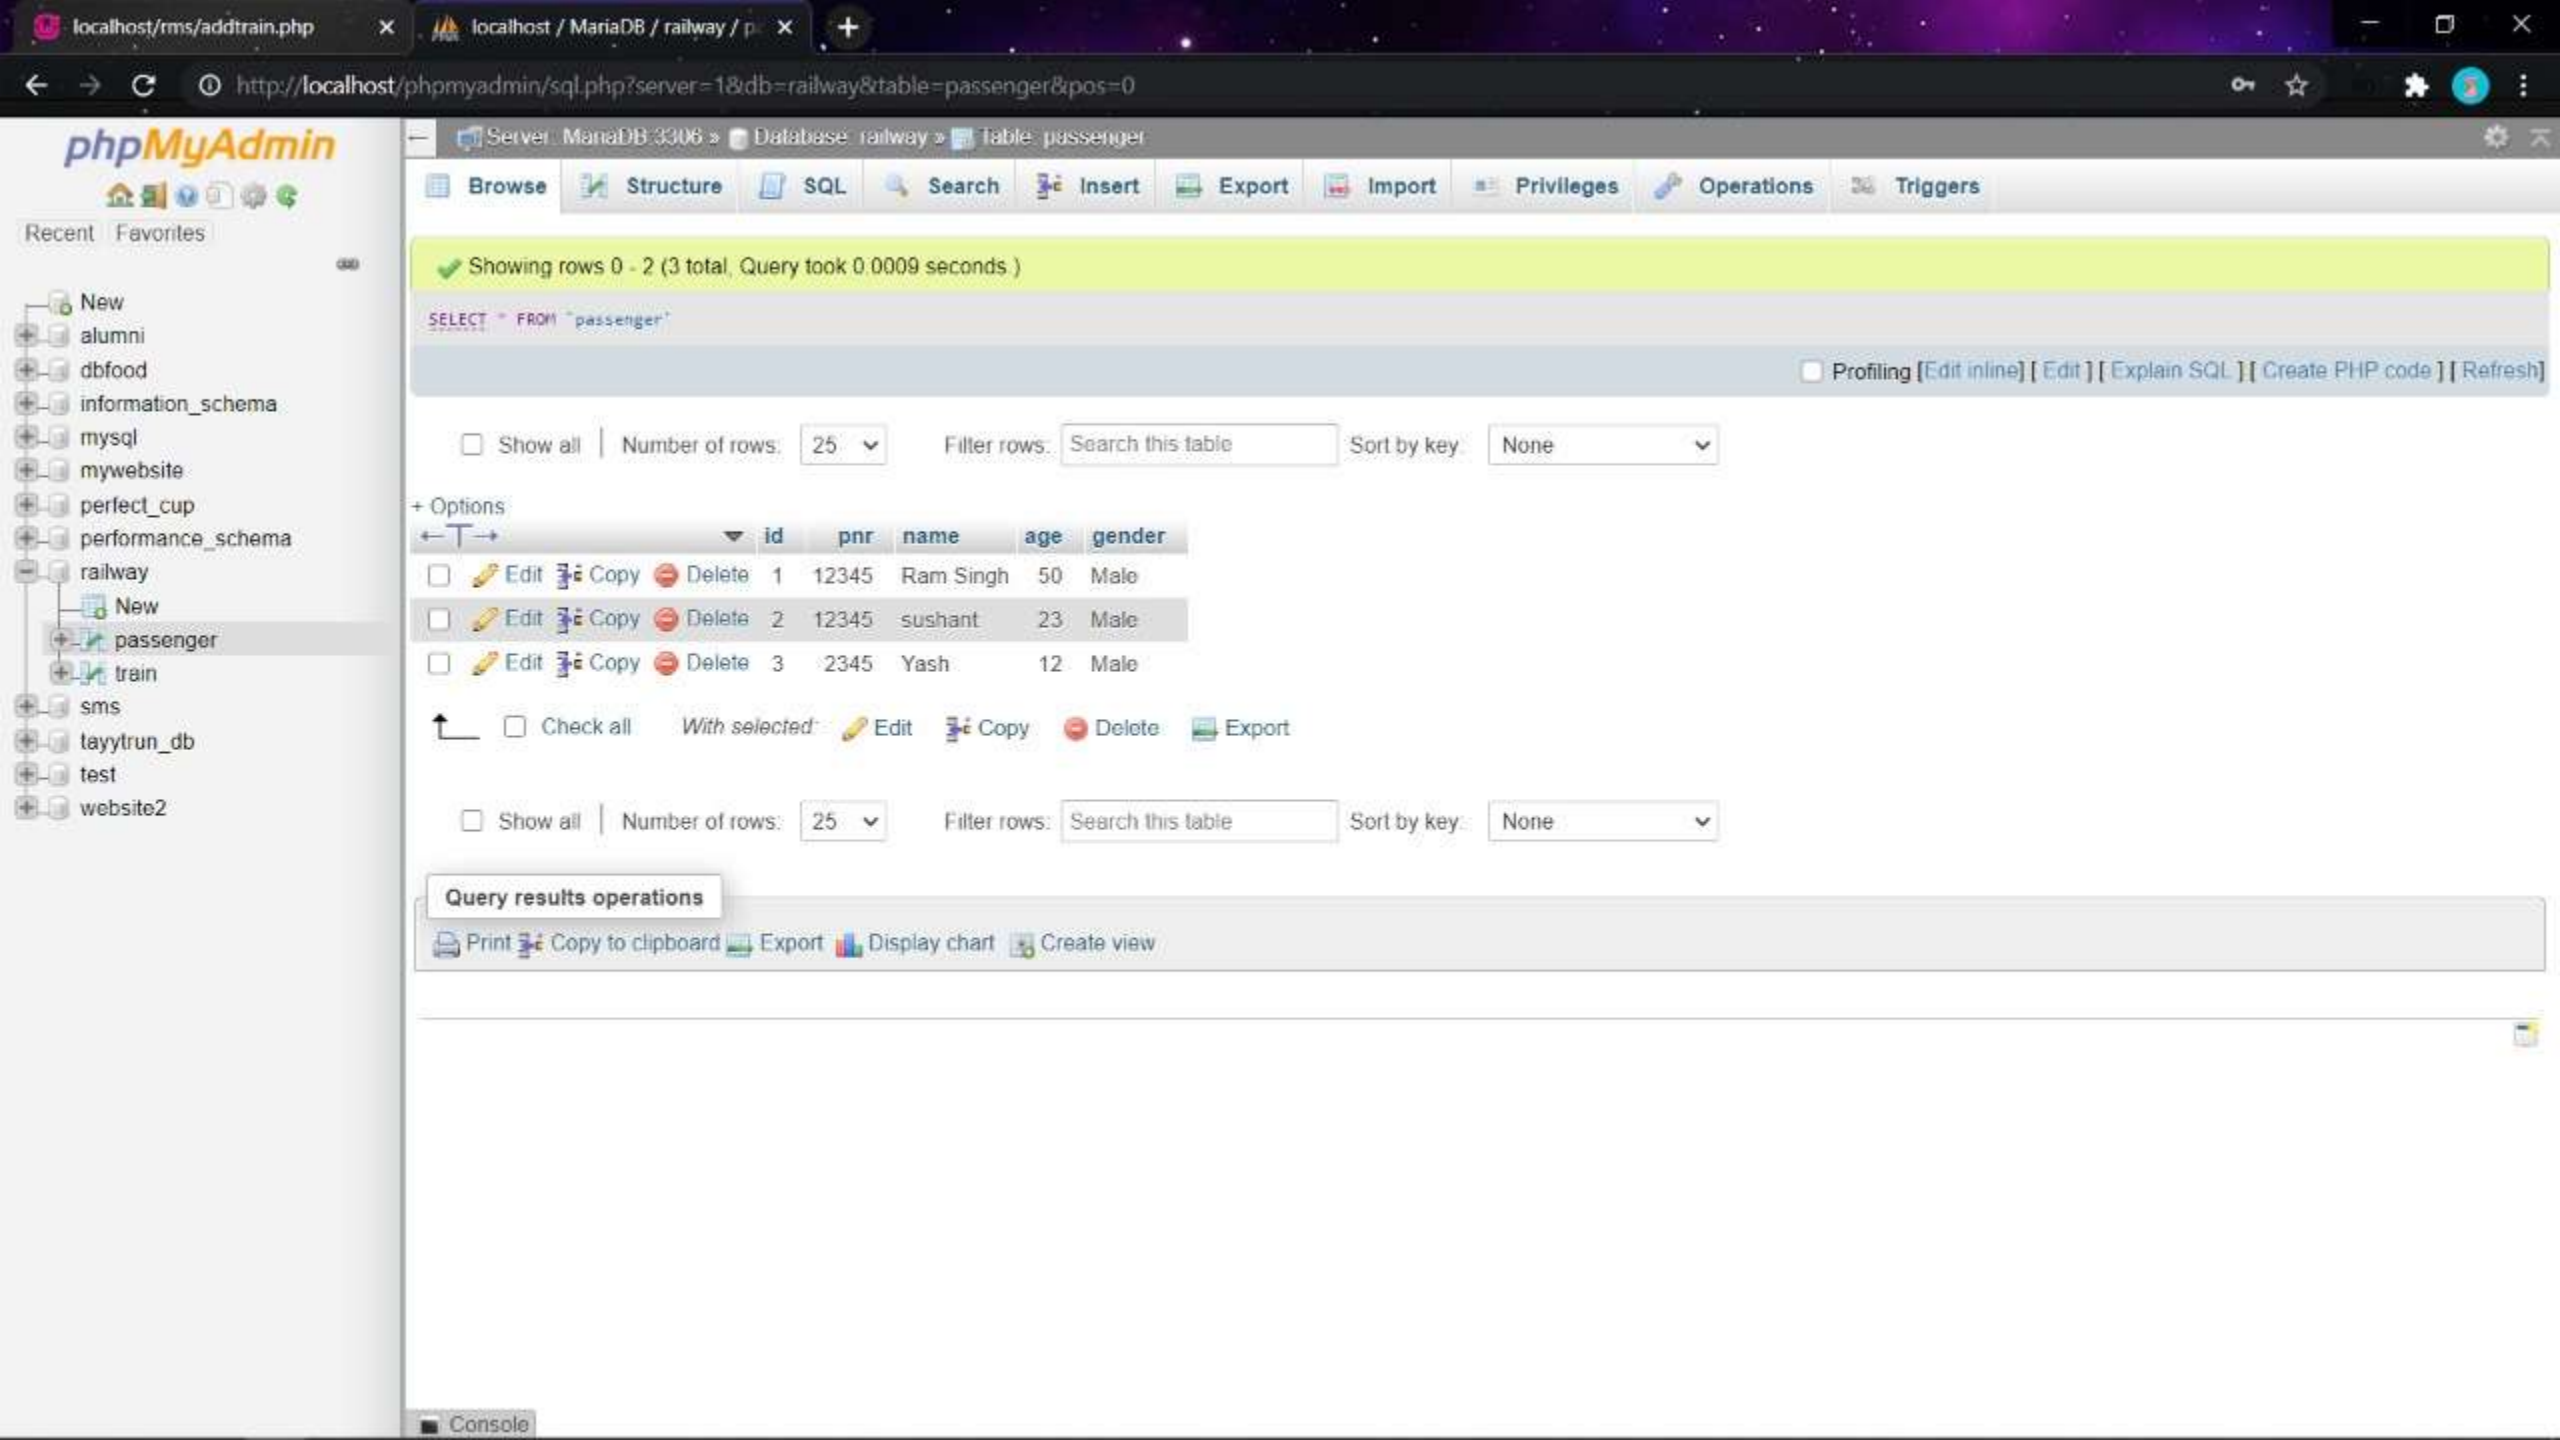 localhost/rms/addtrain.php
localhost / MariaDB / railway / p
http://localhost/phpmyadmin/sql.php?server=1&db=railway&table=passenger&pos=0
phpMyAdmin
Recent Favorites
New
alumni
dbfood
information_schema
mysql
mywebsite
perfect_cup
performance_schema
railway
New
passenger
train
sms
tayytrun_db
test
website2
Server: MariaDB:3306 » Database: railway » Table: passenger
Browse Structure SQL Search Insert Export Import Privileges Operations Triggers
Showing rows 0 - 2 (3 total, Query took 0.0009 seconds.)
SELECT * FROM `passenger`
Profiling [Edit inline] [ Edit ] [ Explain SQL ] [ Create PHP code ] [ Refresh]
Show all Number of rows: 25 Filter rows: Search this table Sort by key: None
+ Options
←T→ id pnr name age gender
Edit Copy Delete 1 12345 Ram Singh 50 Male
Edit Copy Delete 2 12345 sushant 23 Male
Edit Copy Delete 3 2345 Yash 12 Male
Check all With selected: Edit Copy Delete Export
Show all Number of rows: 25 Filter rows: Search this table Sort by key: None
Query results operations
Print Copy to clipboard Export Display chart Create view
Console